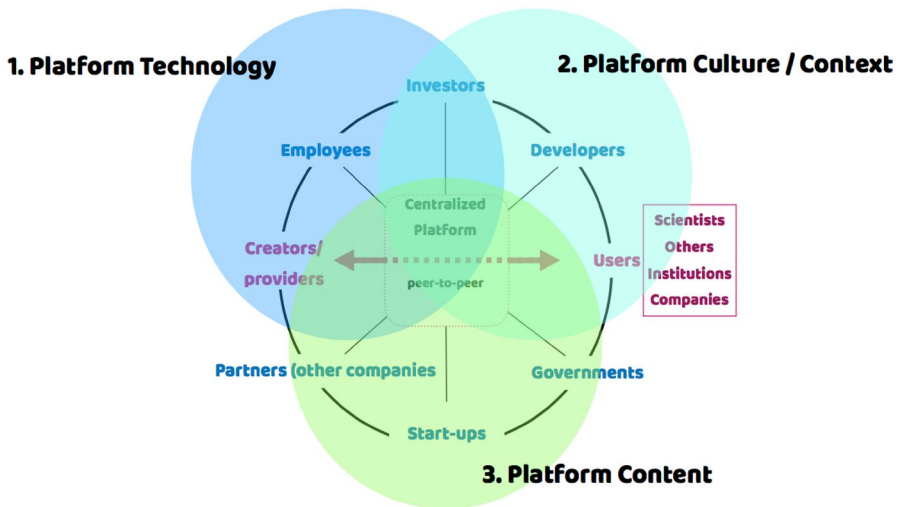 1. Platform Technology
2. Platform Culture / Context
Investors
Employees
Developers
Centralized
Platform
Creators/
providers
peer-to-peer
Users
Scientists
Others
Institutions
Companies
Partners (other companies
Governments
Start-ups
3. Platform Content